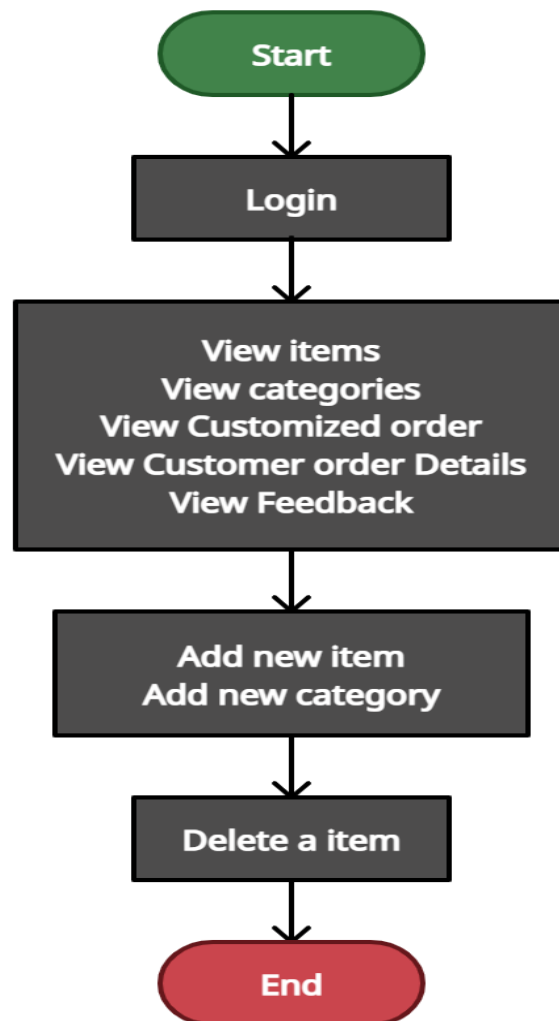 Start
Login
View items
View categories
View Customized order
View Customer order Details
View Feedback
Add new item
Add new category
Delete a item
End